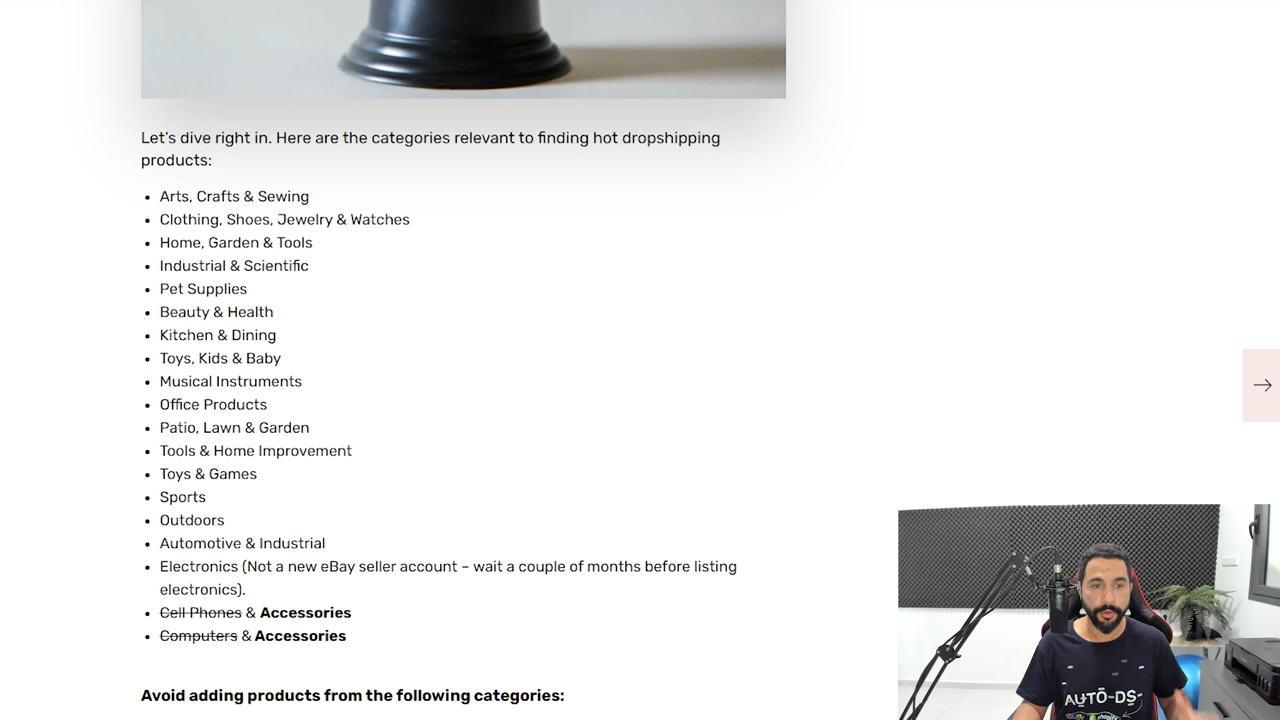 Let's dive right in. Here are the categories relevant to finding hot dropshipping
products:
• Arts, Crafts & Sewing
• Clothing, Shoes, Jewelry & Watches
• Home, Garden & Tools
• Industrial & Scientific
• Pet Supplies
• Beauty & Health
• Kitchen & Dining
• Toys, Kids & Baby
• Musical Instruments
• Office Products
• Patio, Lawn & Garden
• Tools & Home Improvement
• Toys & Games
• Sports
• Outdoors
• Automotive & Industrial
• Electronics (Not a new eBay seller account – wait a couple of months before listing
electronics).
• Cell Phones & Accessories
• Computers & Accessories
Avoid adding products from the following categories:
AUTO-DS-